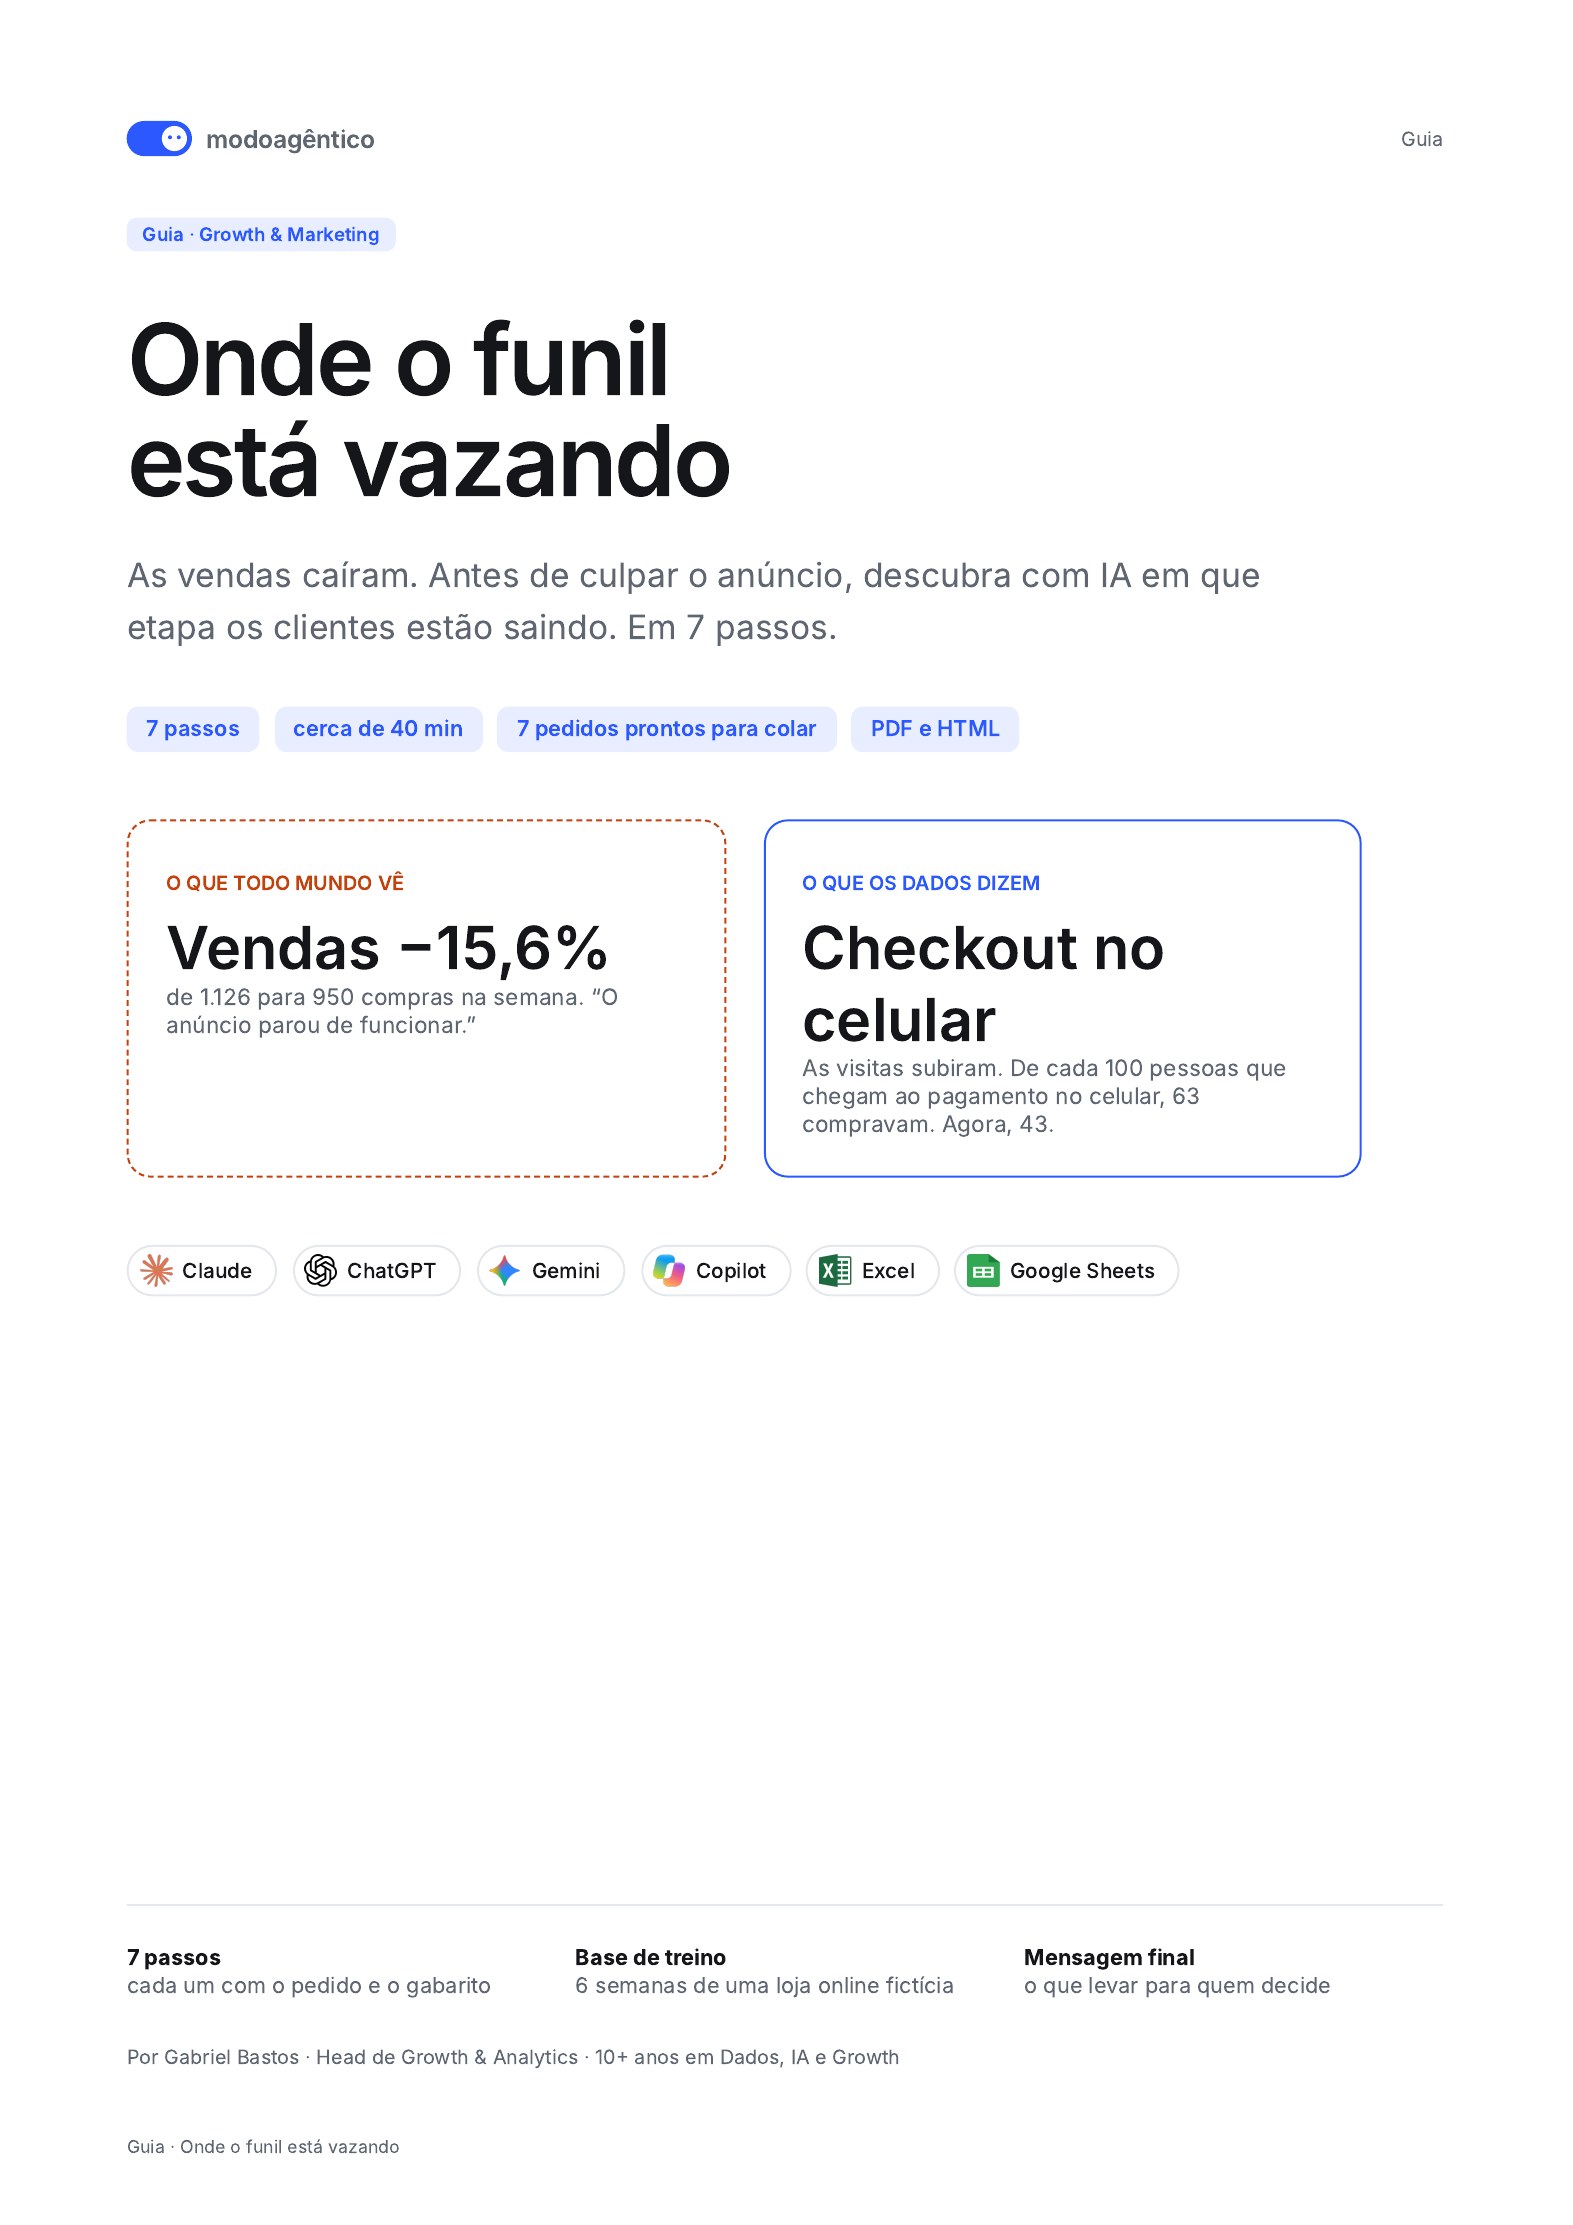 modoagêntico
Guia
Guia · Growth & Marketing
Onde o funil
está vazando
As vendas caíram. Antes de culpar o anúncio, descubra com IA em que
etapa os clientes estão saindo. Em 7 passos.
7 passos
cerca de 40 min
7 pedidos prontos para colar
PDF e HTML
O QUE TODO MUNDO VÊ
Vendas −15,6%
de 1.126 para 950 compras na semana. “O
anúncio parou de funcionar.”
O QUE OS DADOS DIZEM
Checkout no
celular
As visitas subiram. De cada 100 pessoas que
chegam ao pagamento no celular, 63
compravam. Agora, 43.
Claude
ChatGPT
Gemini
Copilot
Excel
Google Sheets
7 passos
cada um com o pedido e o gabarito
Base de treino
6 semanas de uma loja online fictícia
Mensagem final
o que levar para quem decide
Por Gabriel Bastos · Head de Growth & Analytics · 10+ anos em Dados, IA e Growth
Guia · Onde o funil está vazando